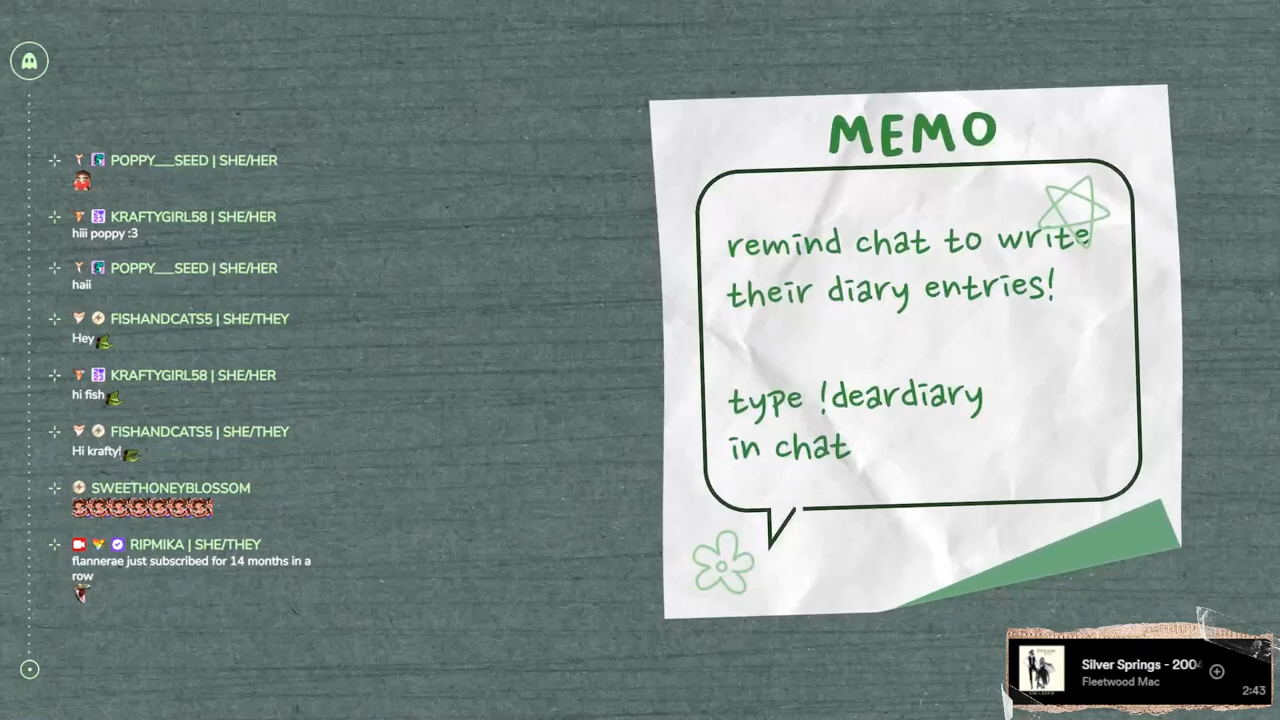 POPPY___SEED | SHE/HER
KRAFTYGIRL58 | SHE/HER
hiii poppy :3
POPPY___SEED | SHE/HER
haii
FISHANDCATS5 | SHE/THEY
Hey
KRAFTYGIRL58 | SHE/HER
hi fish
FISHANDCATS5 | SHE/THEY
Hi krafty!
SWEETHONEYBLOSSOM
RIPMIKA | SHE/THEY
flannerae just subscribed for 14 months in a
row
MEMO
remind chat to write
their diary entries!
type !deardiary
in chat
Silver Springs - 2004
Fleetwood Mac
2:43